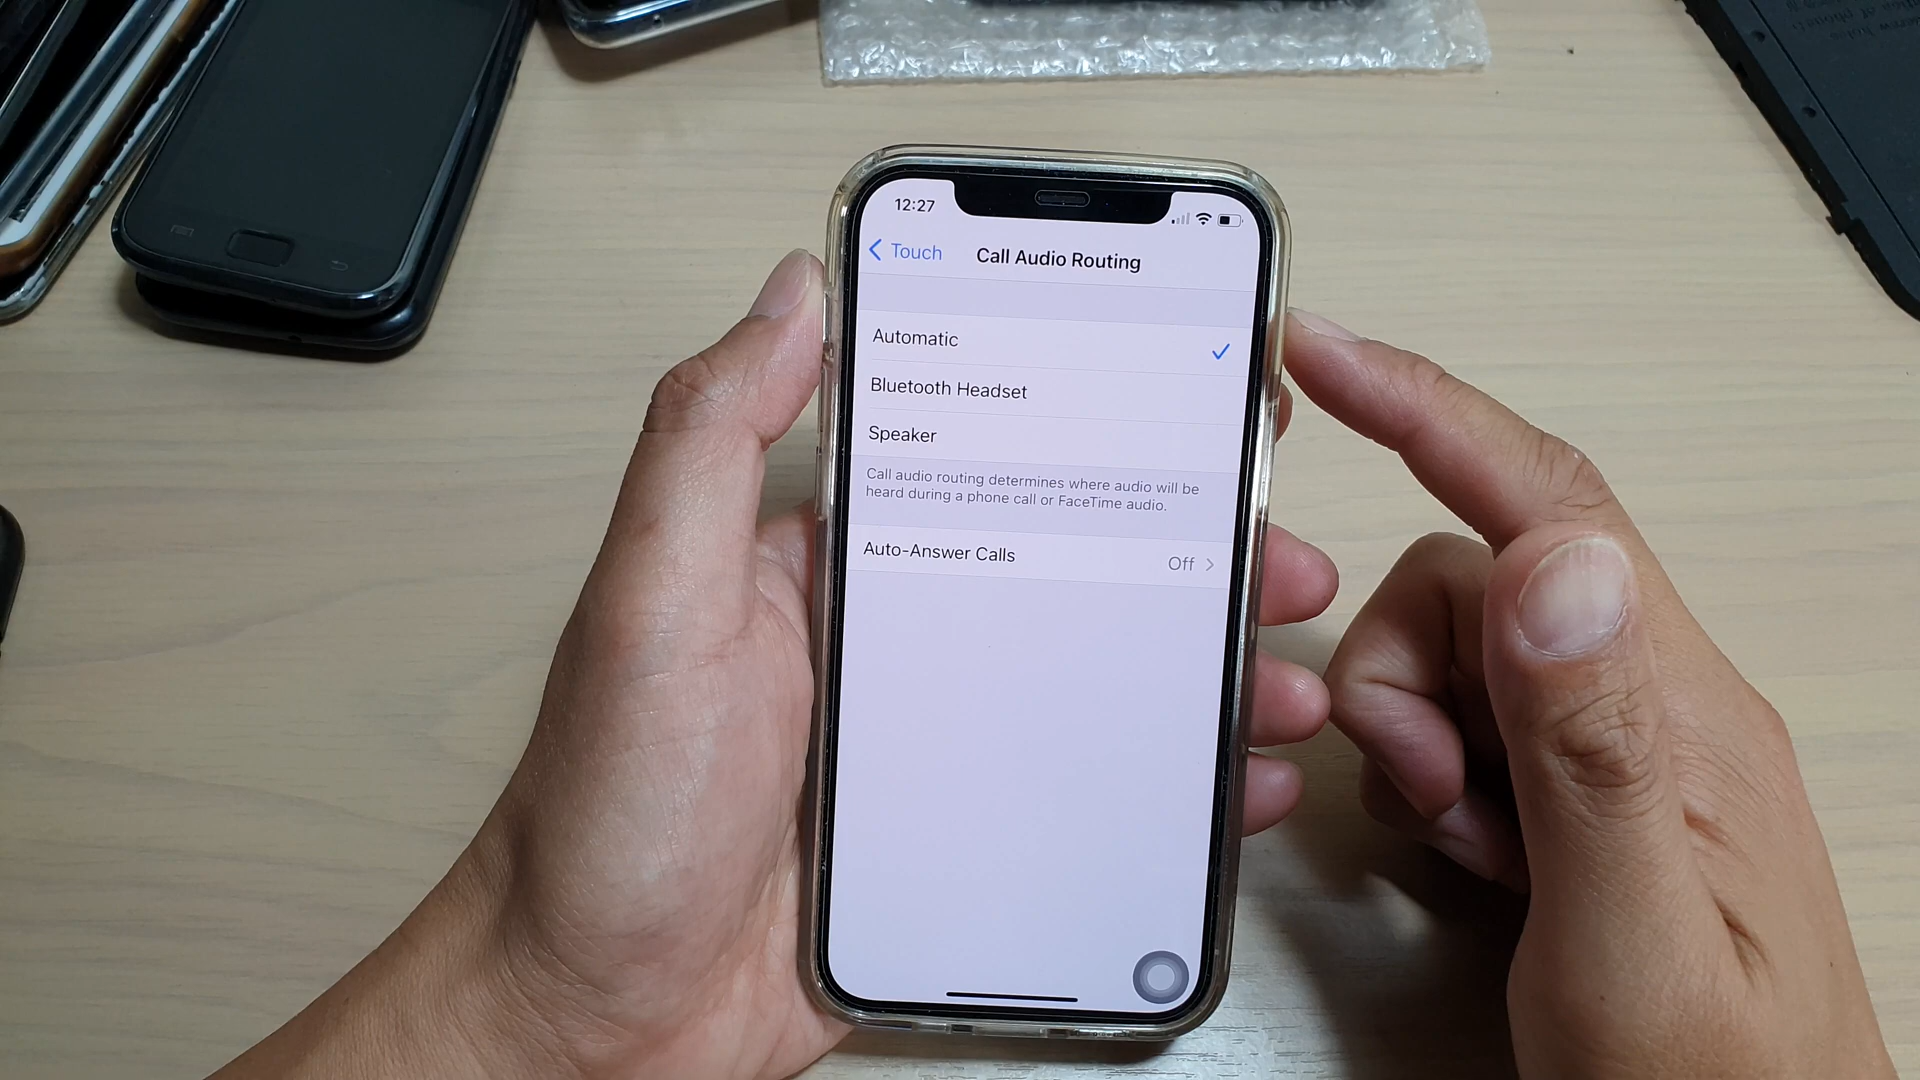 12:27
Touch
Call Audio Routing
Automatic
Bluetooth Headset
Speaker
Call audio routing determines where audio will be
heard during a phone call or FaceTime audio.
Auto-Answer Calls
Off